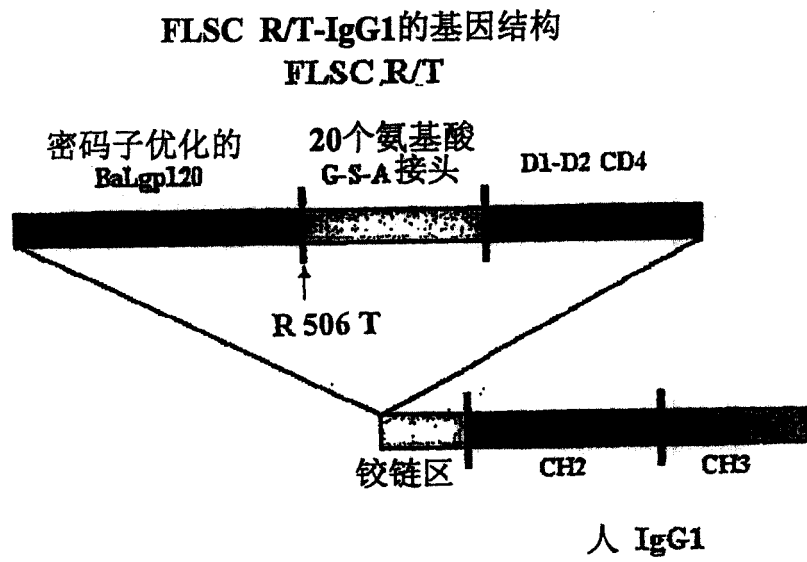 FLSC R/T-IgG1的基因结构
FLSC R/T
密码子优化的
BaLgp120
20个氨基酸
G-S-A 接头
D1-D2 CD4
R 506 T
铰链区
CH2
CH3
人 IgG1